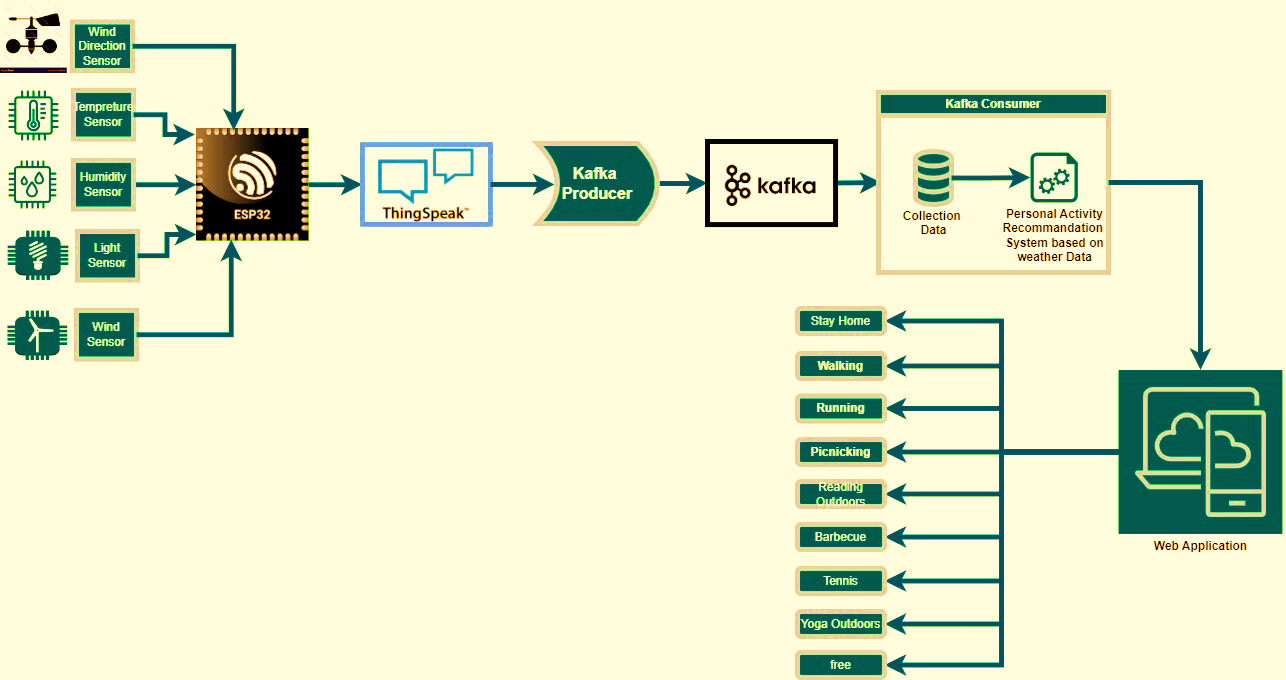 Wind
Direction
Sensor
Tempreture
Sensor
Humidity
Sensor
Light
Sensor
Wind
Sensor
ESP32
ThingSpeak™
Kafka
Producer
kafka
Kafka Consumer
Collection
Data
Personal Activity
Recommandation
System based on
weather Data
Web Application
Stay Home
Walking
Running
Picnicking
Reading
Outdoors
Barbecue
Tennis
Yoga Outdoors
free